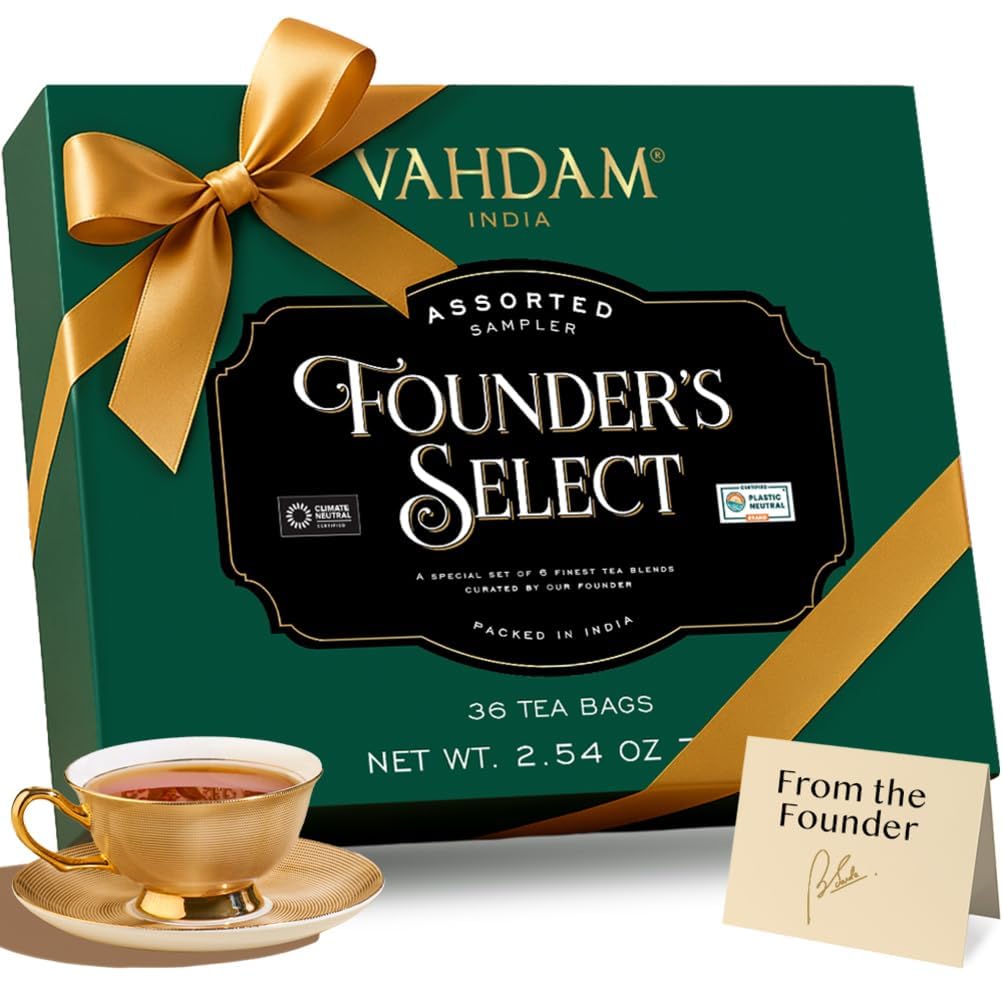 VAHDAM®
INDIA
ASSORTED
SAMPLER
FOUNDER'S
SELECT
CLIMATE
NEUTRAL
CERTIFIED
CERTIFIED
PLASTIC
NEUTRAL
BRAND
A SPECIAL SET OF 6 FINEST TEA BLENDS
CURATED BY OUR FOUNDER
PACKED IN INDIA
36 TEA BAGS
NET WT. 2.54 OZ
From the
Founder